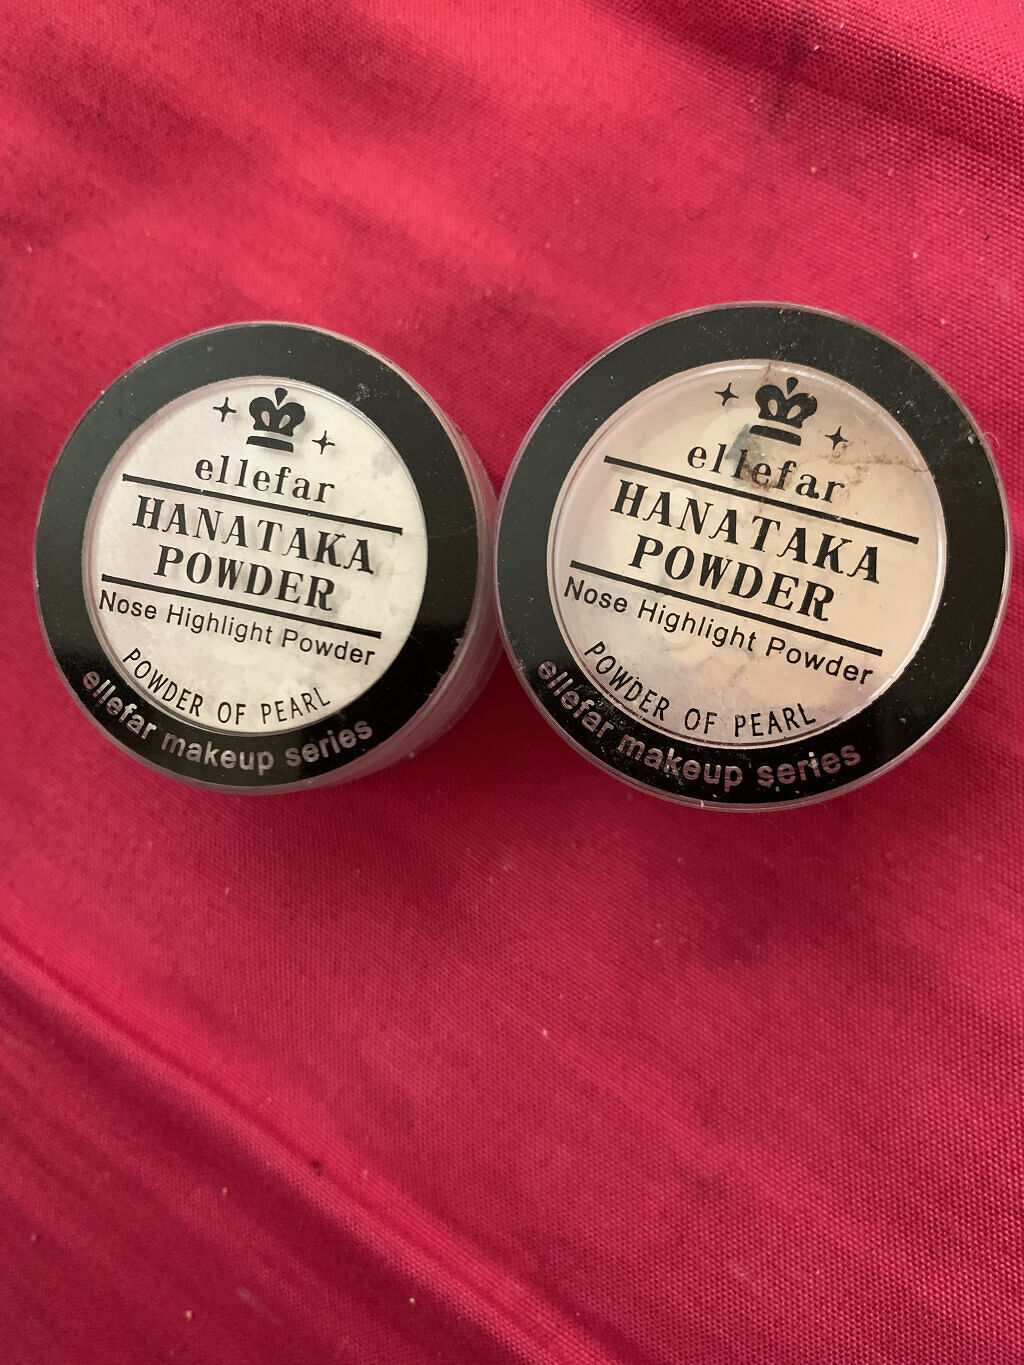 ellefar
HANATAKA
POWDER
Nose Highlight Powder
POWDER OF PEARL
ellefar makeup series
ellefar
HANATAKA
POWDER
Nose Highlight Powder
POWDER OF PEARL
ellefar makeup series